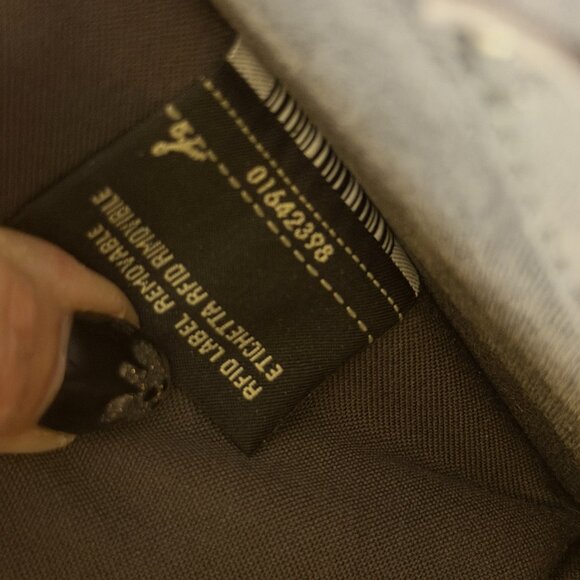 01642398
RFID LABEL REMOVABLE
ETICHETTA RFID RIMOVIBILE